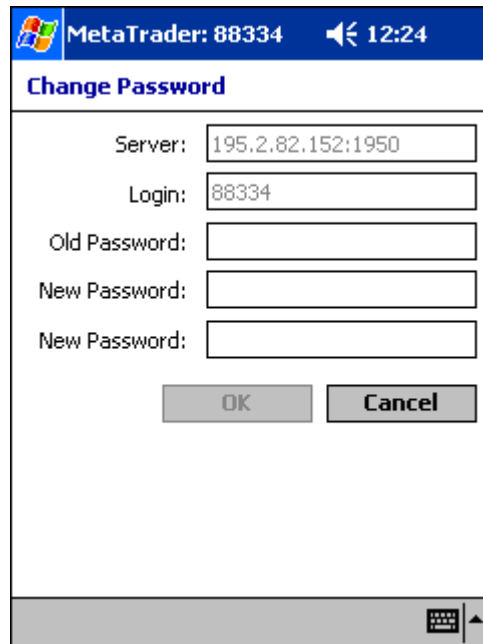 MetaTrader: 88334 12:24
Change Password
Server: 195.2.82.152:1950
Login: 88334
Old Password:
New Password:
New Password:
OK Cancel